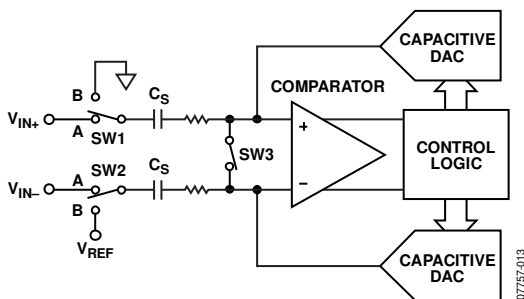 CAPACITIVE
DAC
COMPARATOR
B
CS
VIN+
A
SW1
+
SW3
CONTROL
LOGIC
VIN–
A
SW2
CS
–
B
VREF
CAPACITIVE
DAC
07757-013